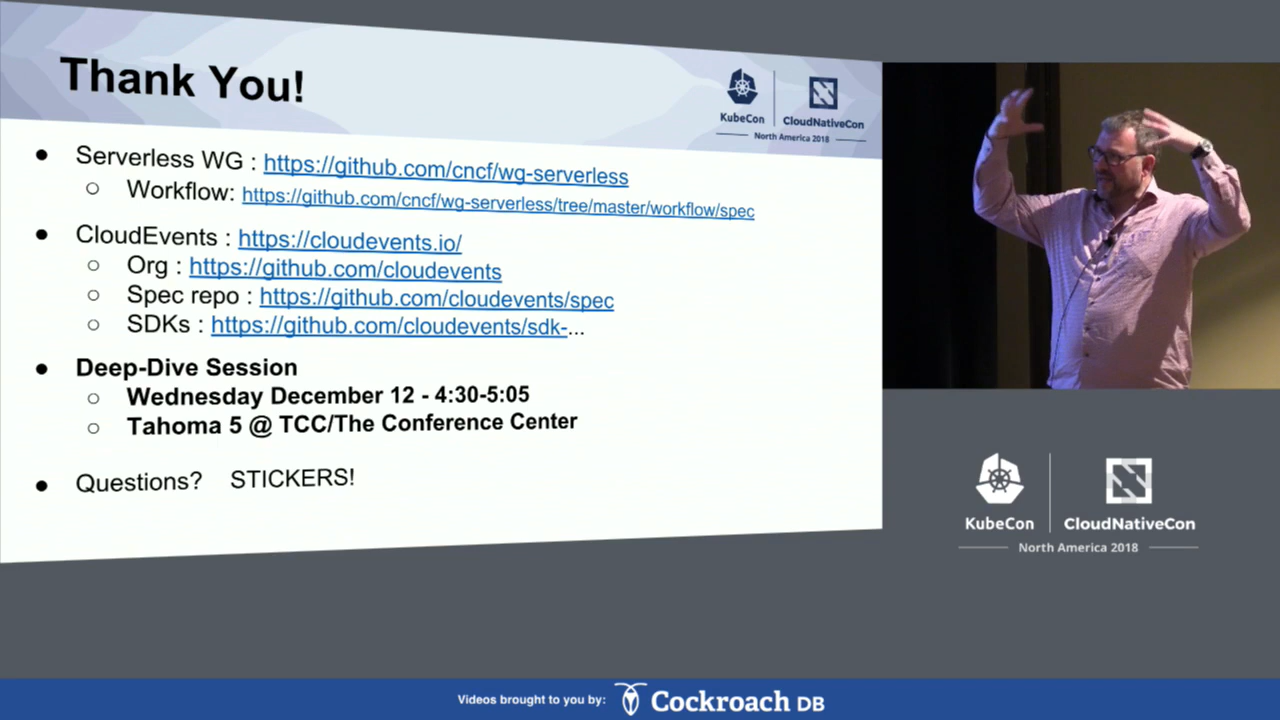 Thank You!
KubeCon
CloudNativeCon
North America 2018
● Serverless WG : https://github.com/cncf/wg-serverless
○ Workflow: https://github.com/cncf/wg-serverless/tree/master/workflow/spec
● CloudEvents : https://cloudevents.io/
○ Org : https://github.com/cloudevents
○ Spec repo : https://github.com/cloudevents/spec
○ SDKs : https://github.com/cloudevents/sdk-...
● Deep-Dive Session
○ Wednesday December 12 - 4:30-5:05
○ Tahoma 5 @ TCC/The Conference Center
● Questions? STICKERS!
KubeCon
CloudNativeCon
North America 2018
Videos brought to you by: Cockroach DB